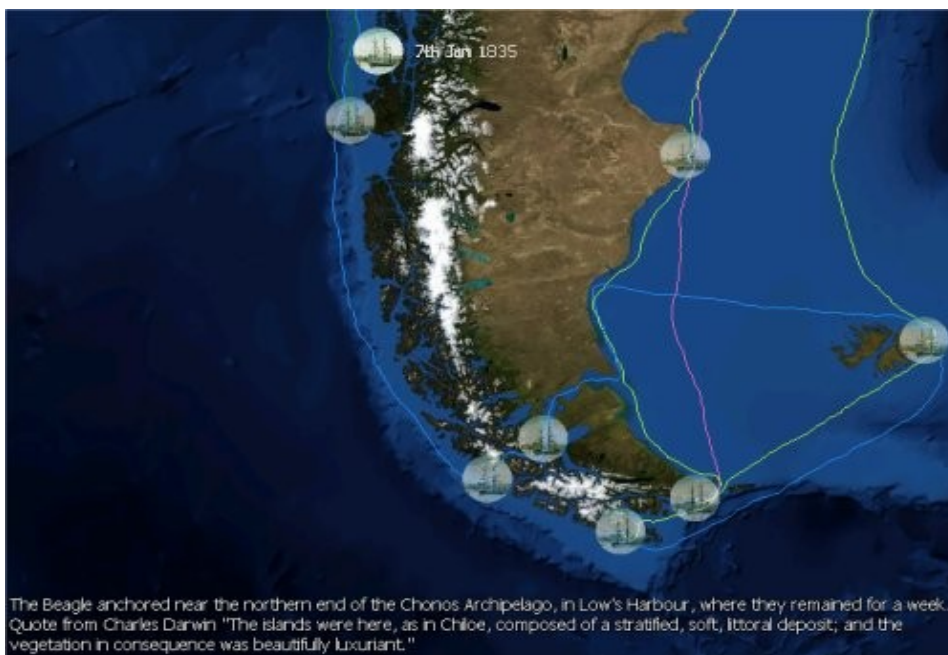 7th Jan 1835
The Beagle anchored near the northern end of the Chonos Archipelago, in Low's Harbour, where they remained for a week.
Quote from Charles Darwin "The islands were here, as in Chiloe, composed of a stratified, soft, littoral deposit; and the
vegetation in consequence was beautifully luxuriant."